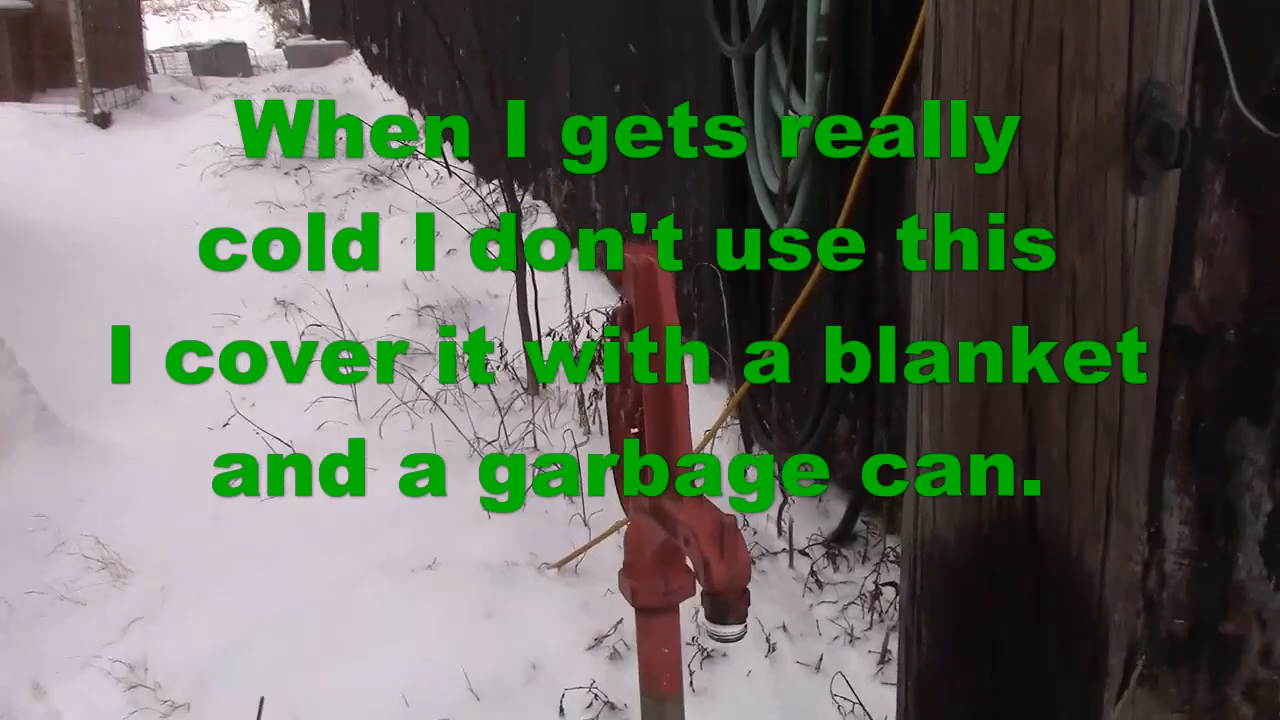 When I gets really
cold I don't use this
I cover it with a blanket
and a garbage can.